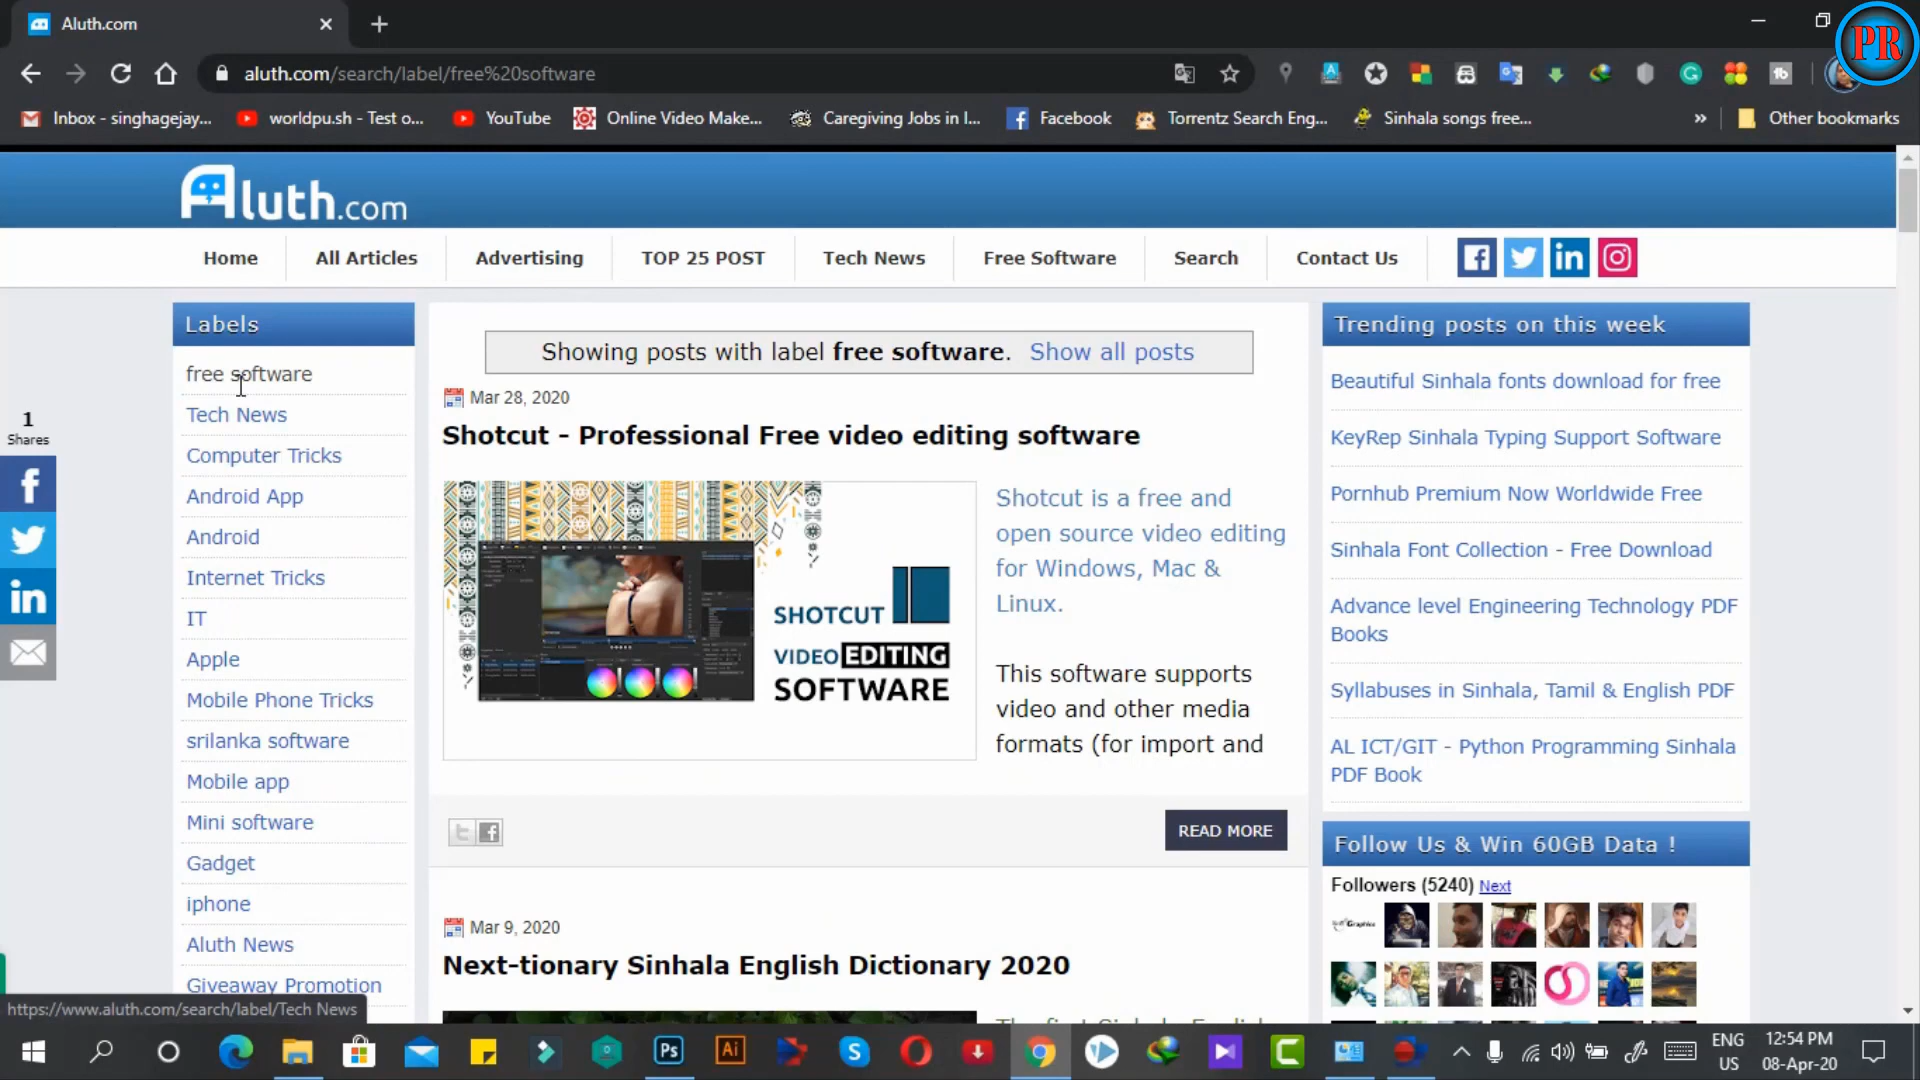 Aluth.com
PR
aluth.com/search/label/free%20software
Inbox - singhagejay...
worldpu.sh - Test o...
YouTube
Online Video Make...
Caregiving Jobs in I...
Facebook
Torrentz Search Eng...
Sinhala songs free...
»
Other bookmarks
Aluth.com
Home
All Articles
Advertising
TOP 25 POST
Tech News
Free Software
Search
Contact Us
Labels
free software
Tech News
Computer Tricks
Android App
Android
Internet Tricks
IT
Apple
Mobile Phone Tricks
srilanka software
Mobile app
Mini software
Gadget
iphone
Aluth News
Giveaway Promotion
1
Shares
Showing posts with label free software. Show all posts
Mar 28, 2020
Shotcut - Professional Free video editing software
SHOTCUT
VIDEO EDITING
SOFTWARE
Shotcut is a free and
open source video editing
for Windows, Mac &
Linux.
This software supports
video and other media
formats (for import and
READ MORE
Mar 9, 2020
Next-tionary Sinhala English Dictionary 2020
The first Sinhala English
Trending posts on this week
Beautiful Sinhala fonts download for free
KeyRep Sinhala Typing Support Software
Pornhub Premium Now Worldwide Free
Sinhala Font Collection - Free Download
Advance level Engineering Technology PDF
Books
Syllabuses in Sinhala, Tamil & English PDF
AL ICT/GIT - Python Programming Sinhala
PDF Book
Follow Us & Win 60GB Data !
Followers (5240) Next
https://www.aluth.com/search/label/Tech News
Ps
Ai
ENG
US
12:54 PM
08-Apr-20